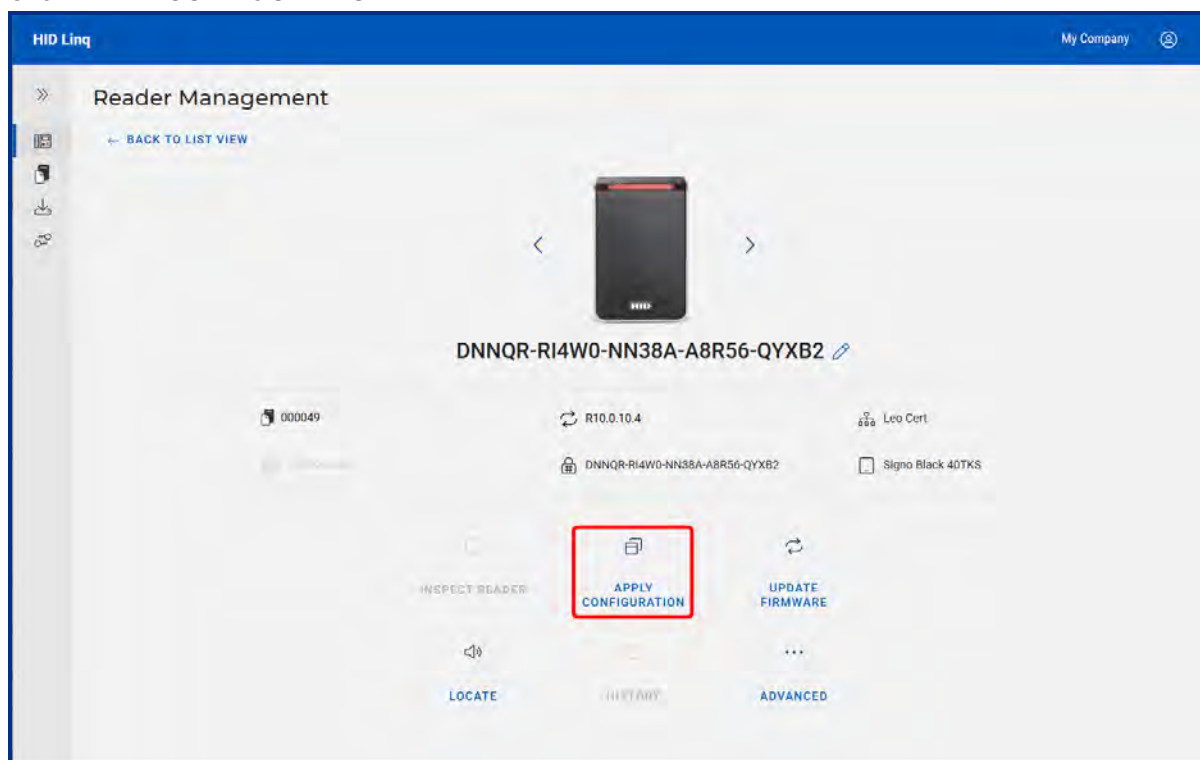 HID Linq
My Company
Reader Management
← BACK TO LIST VIEW
HID
DNNQR-RI4W0-NN38A-A8R56-QYXB2
000049
R10.0.10.4
Leo Cert
DNNQR-RI4W0-NN38A-A8R56-QYXB2
Signo Black 40TKS
INSPECT READER
APPLY
CONFIGURATION
UPDATE
FIRMWARE
LOCATE
HISTORY
ADVANCED